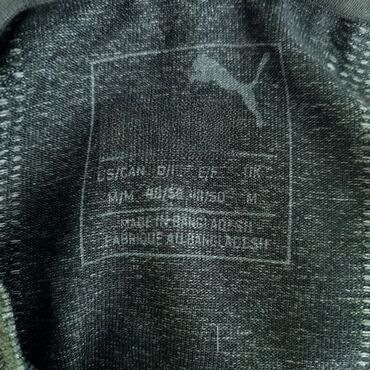 US/CAN D/I E/F UK
M/M 48/50 M
MADE IN BANGLADESH
FABRIQUE AU BANGLADESH